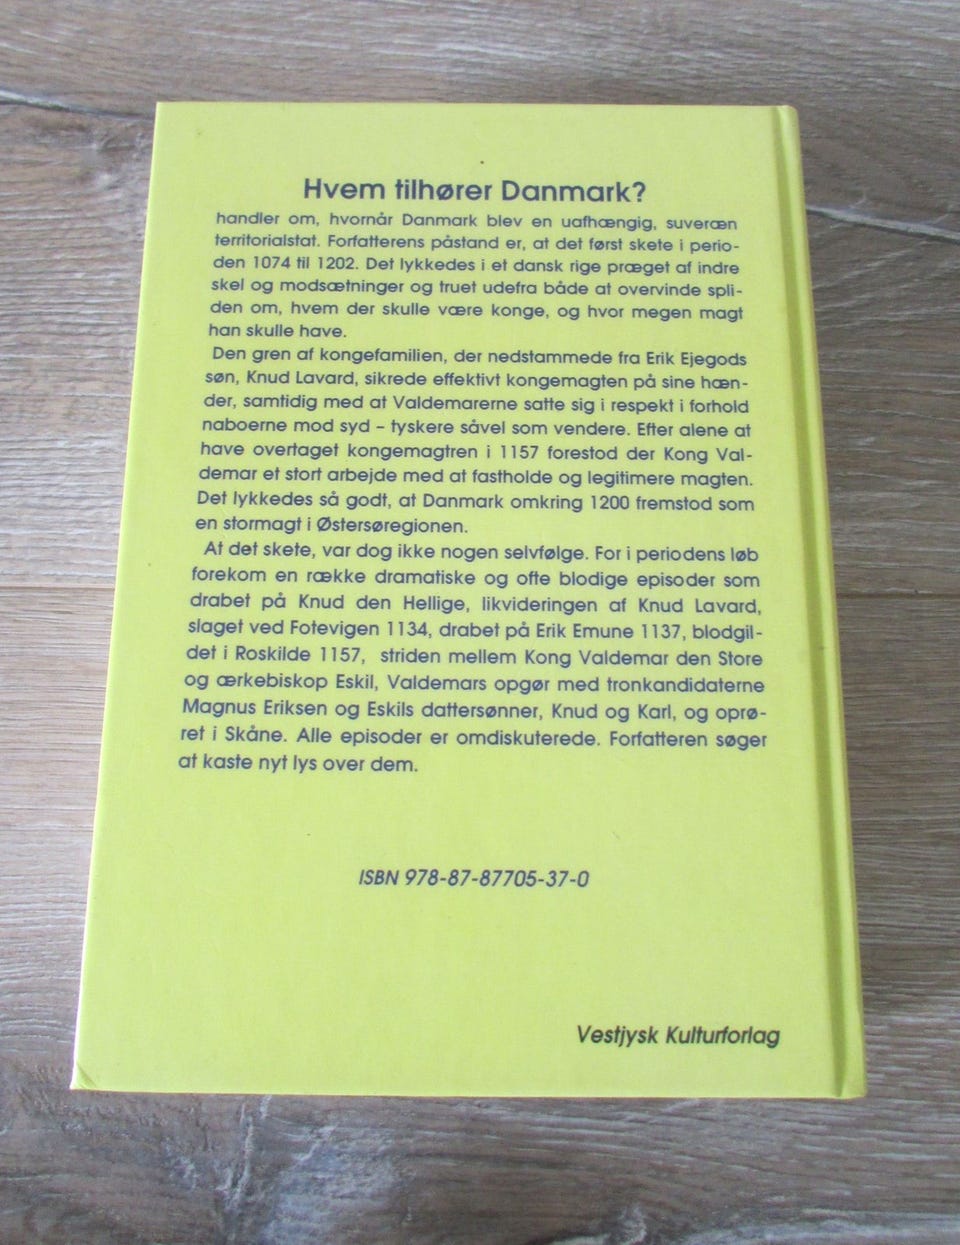 Hvem tilhører Danmark?
handler om, hvornår Danmark blev en uafhængig, suveræn
territorialstat. Forfatterens påstand er, at det først skete i perio-
den 1074 til 1202. Det lykkedes i et dansk rige præget af indre
skel og modsætninger og truet udefra både at overvinde spli-
den om, hvem der skulle være konge, og hvor megen magt
han skulle have.
Den gren af kongefamilien, der nedstammede fra Erik Ejegods
søn, Knud Lavard, sikrede effektivt kongemagten på sine hæn-
der, samtidig med at Valdemarerne satte sig i respekt i forhold
naboerne mod syd – tyskere såvel som vendere. Efter alene at
have overtaget kongemagtren i 1157 forestod der Kong Val-
demar et stort arbejde med at fastholde og legitimere magten.
Det lykkedes så godt, at Danmark omkring 1200 fremstod som
en stormagt i Østersøregionen.
At det skete, var dog ikke nogen selvfølge. For i periodens løb
forekom en række dramatiske og ofte blodige episoder som
drabet på Knud den Hellige, likvideringen af Knud Lavard,
slaget ved Fotevigen 1134, drabet på Erik Emune 1137, blodgil-
det i Roskilde 1157, striden mellem Kong Valdemar den Store
og ærkebiskop Eskil, Valdemars opgør med tronkandidaterne
Magnus Eriksen og Eskils dattersønner, Knud og Karl, og oprø-
ret i Skåne. Alle episoder er omdiskuterede. Forfatteren søger
at kaste nyt lys over dem.
ISBN 978-87-87705-37-0
Vestjysk Kulturforlag